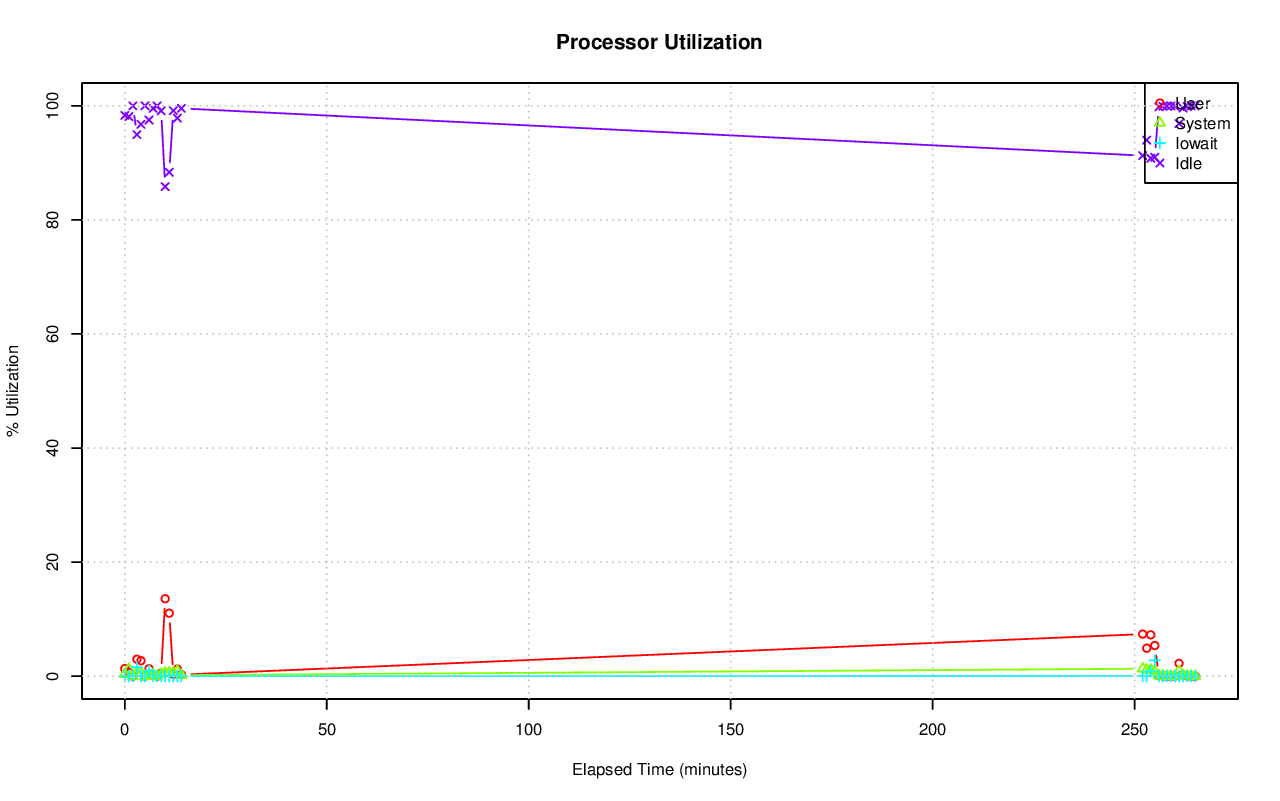 Processor Utilization
100
80
60
40
20
0
% Utilization
User
System
Iowait
Idle
0 50 100 150 200 250
Elapsed Time (minutes)